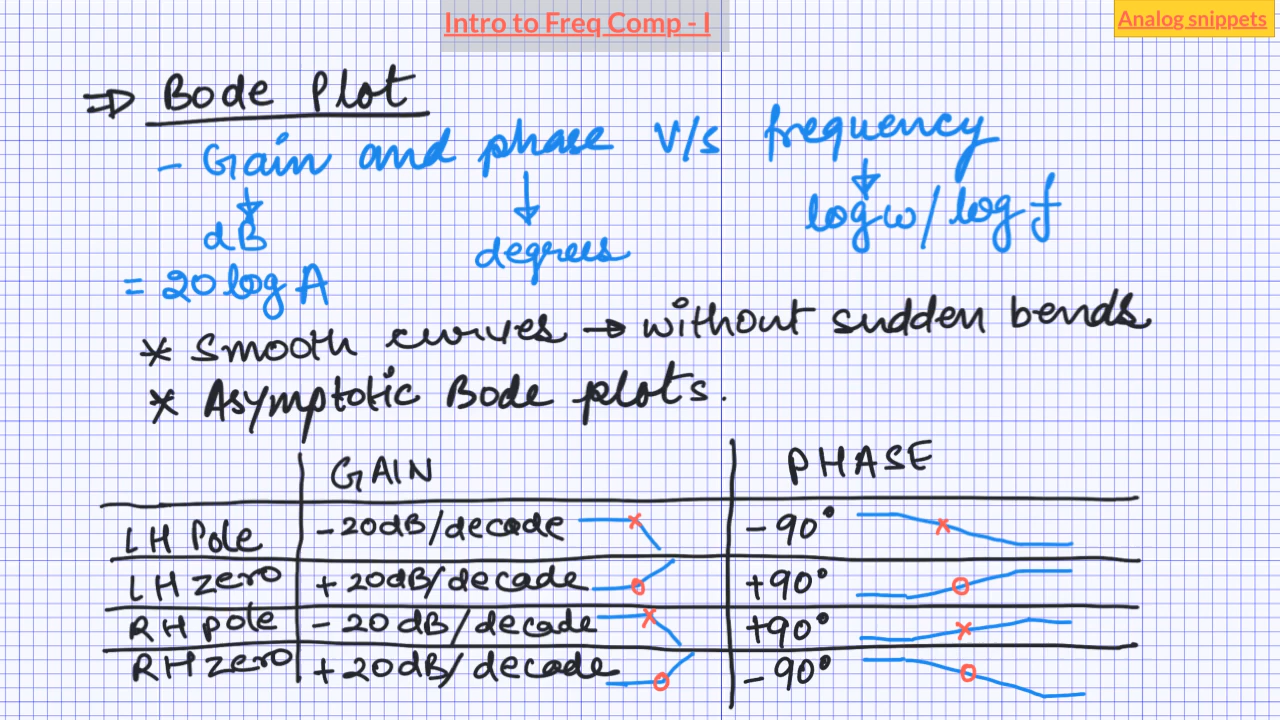 Intro to Freq Comp - I
Analog snippets
⇒ Bode Plot
- Gain and phase v/s frequency
↓ ↓ ↓
dB degrees log ω / log f
= 20 log A
* Smooth curves → without sudden bends
* Asymptotic Bode plots.
GAIN PHASE
LH Pole -20dB/decade -90°
LH zero +20dB/decade +90°
RH pole -20dB/decade +90°
RH zero +20dB/decade -90°